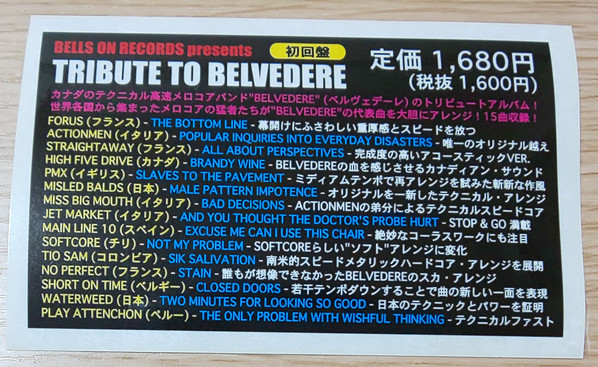 BELLS ON RECORDS presents 初回盤 定価 1,680円
TRIBUTE TO BELVEDERE (税抜 1,600円)
カナダのテクニカル高速メロコアバンド"BELVEDERE" (ベルヴェデーレ) のトリビュートアルバム!
世界各国から集まったメロコアの猛者たちが"BELVEDERE"の代表曲を大胆にアレンジ!15曲収録!
FORUS (フランス) - THE BOTTOM LINE - 幕開けにふさわしい重厚感とスピードを放つ
ACTIONMEN (イタリア) - POPULAR INQUIRIES INTO EVERYDAY DISASTERS - 唯一のオリジナル越え
STRAIGHTAWAY (フランス) - ALL ABOUT PERSPECTIVES - 完成度の高いアコースティックVER.
HIGH FIVE DRIVE (カナダ) - BRANDY WINE - BELVEDEREの血を感じさせるカナディアン・サウンド
PMX (イギリス) - SLAVES TO THE PAVEMENT - ミディアムテンポで再アレンジを試みた斬新な作風
MISLED BALDS (日本) - MALE PATTERN IMPOTENCE - オリジナルを一新したテクニカル・アレンジ
MISS BIG MOUTH (イタリア) - BAD DECISIONS - ACTIONMENの弟分によるテクニカルスピードコア
JET MARKET (イタリア) - AND YOU THOUGHT THE DOCTOR'S PROBE HURT - STOP & GO 満載
MAIN LINE 10 (スペイン) - EXCUSE ME CAN I USE THIS CHAIR - 絶妙なコーラスワークにも注目
SOFTCORE (チリ) - NOT MY PROBLEM - SOFTCOREらしい"ソフト"アレンジに変化
TIO SAM (コロンビア) - SIK SALIVATION - 南米的スピードメタリックハードコア・アレンジを展開
NO PERFECT (フランス) - STAIN - 誰もが想像できなかったBELVEDEREのスカ・アレンジ
SHORT ON TIME (ベルギー) - CLOSED DOORS - 若干テンポダウンすることで曲の新しい一面を表現
WATERWEED (日本) - TWO MINUTES FOR LOOKING SO GOOD - 日本のテクニックとパワーを証明
PLAY ATTENCHON (ペルー) - THE ONLY PROBLEM WITH WISHFUL THINKING - テクニカルファスト